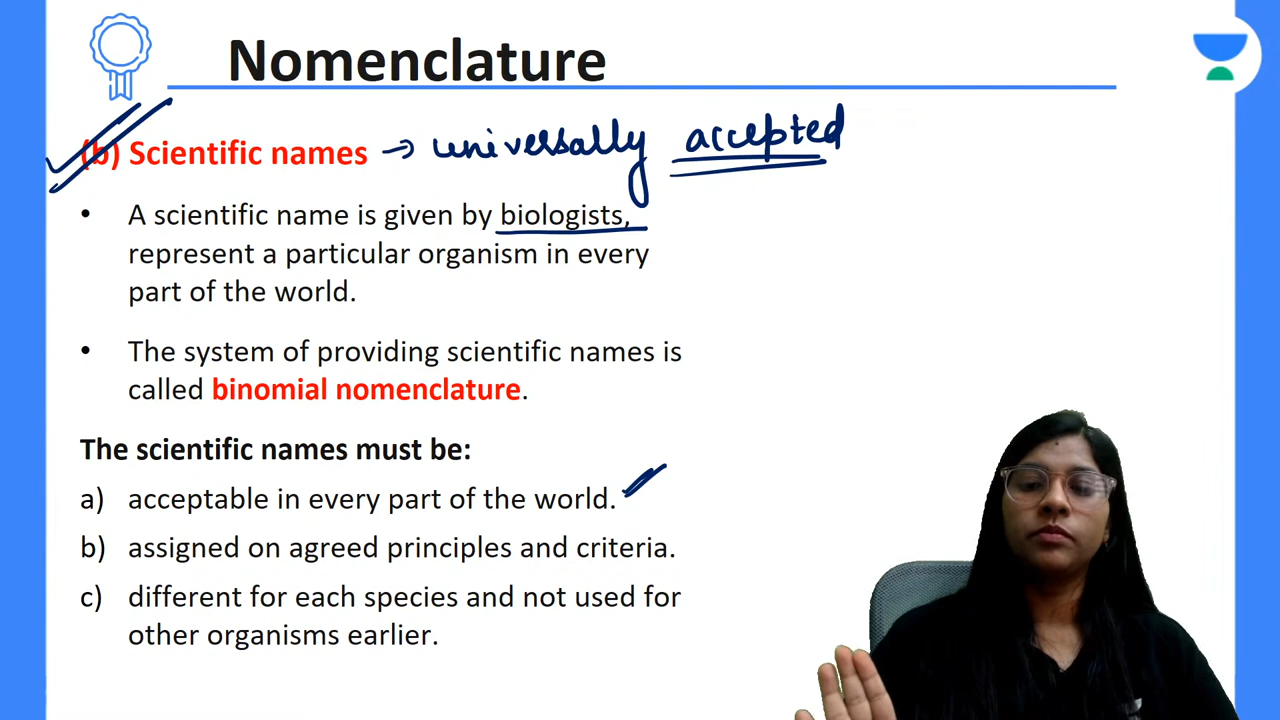 Nomenclature
(b) Scientific names → universally accepted
• A scientific name is given by biologists,
represent a particular organism in every
part of the world.
• The system of providing scientific names is
called binomial nomenclature.
The scientific names must be:
a) acceptable in every part of the world.
b) assigned on agreed principles and criteria.
c) different for each species and not used for
other organisms earlier.